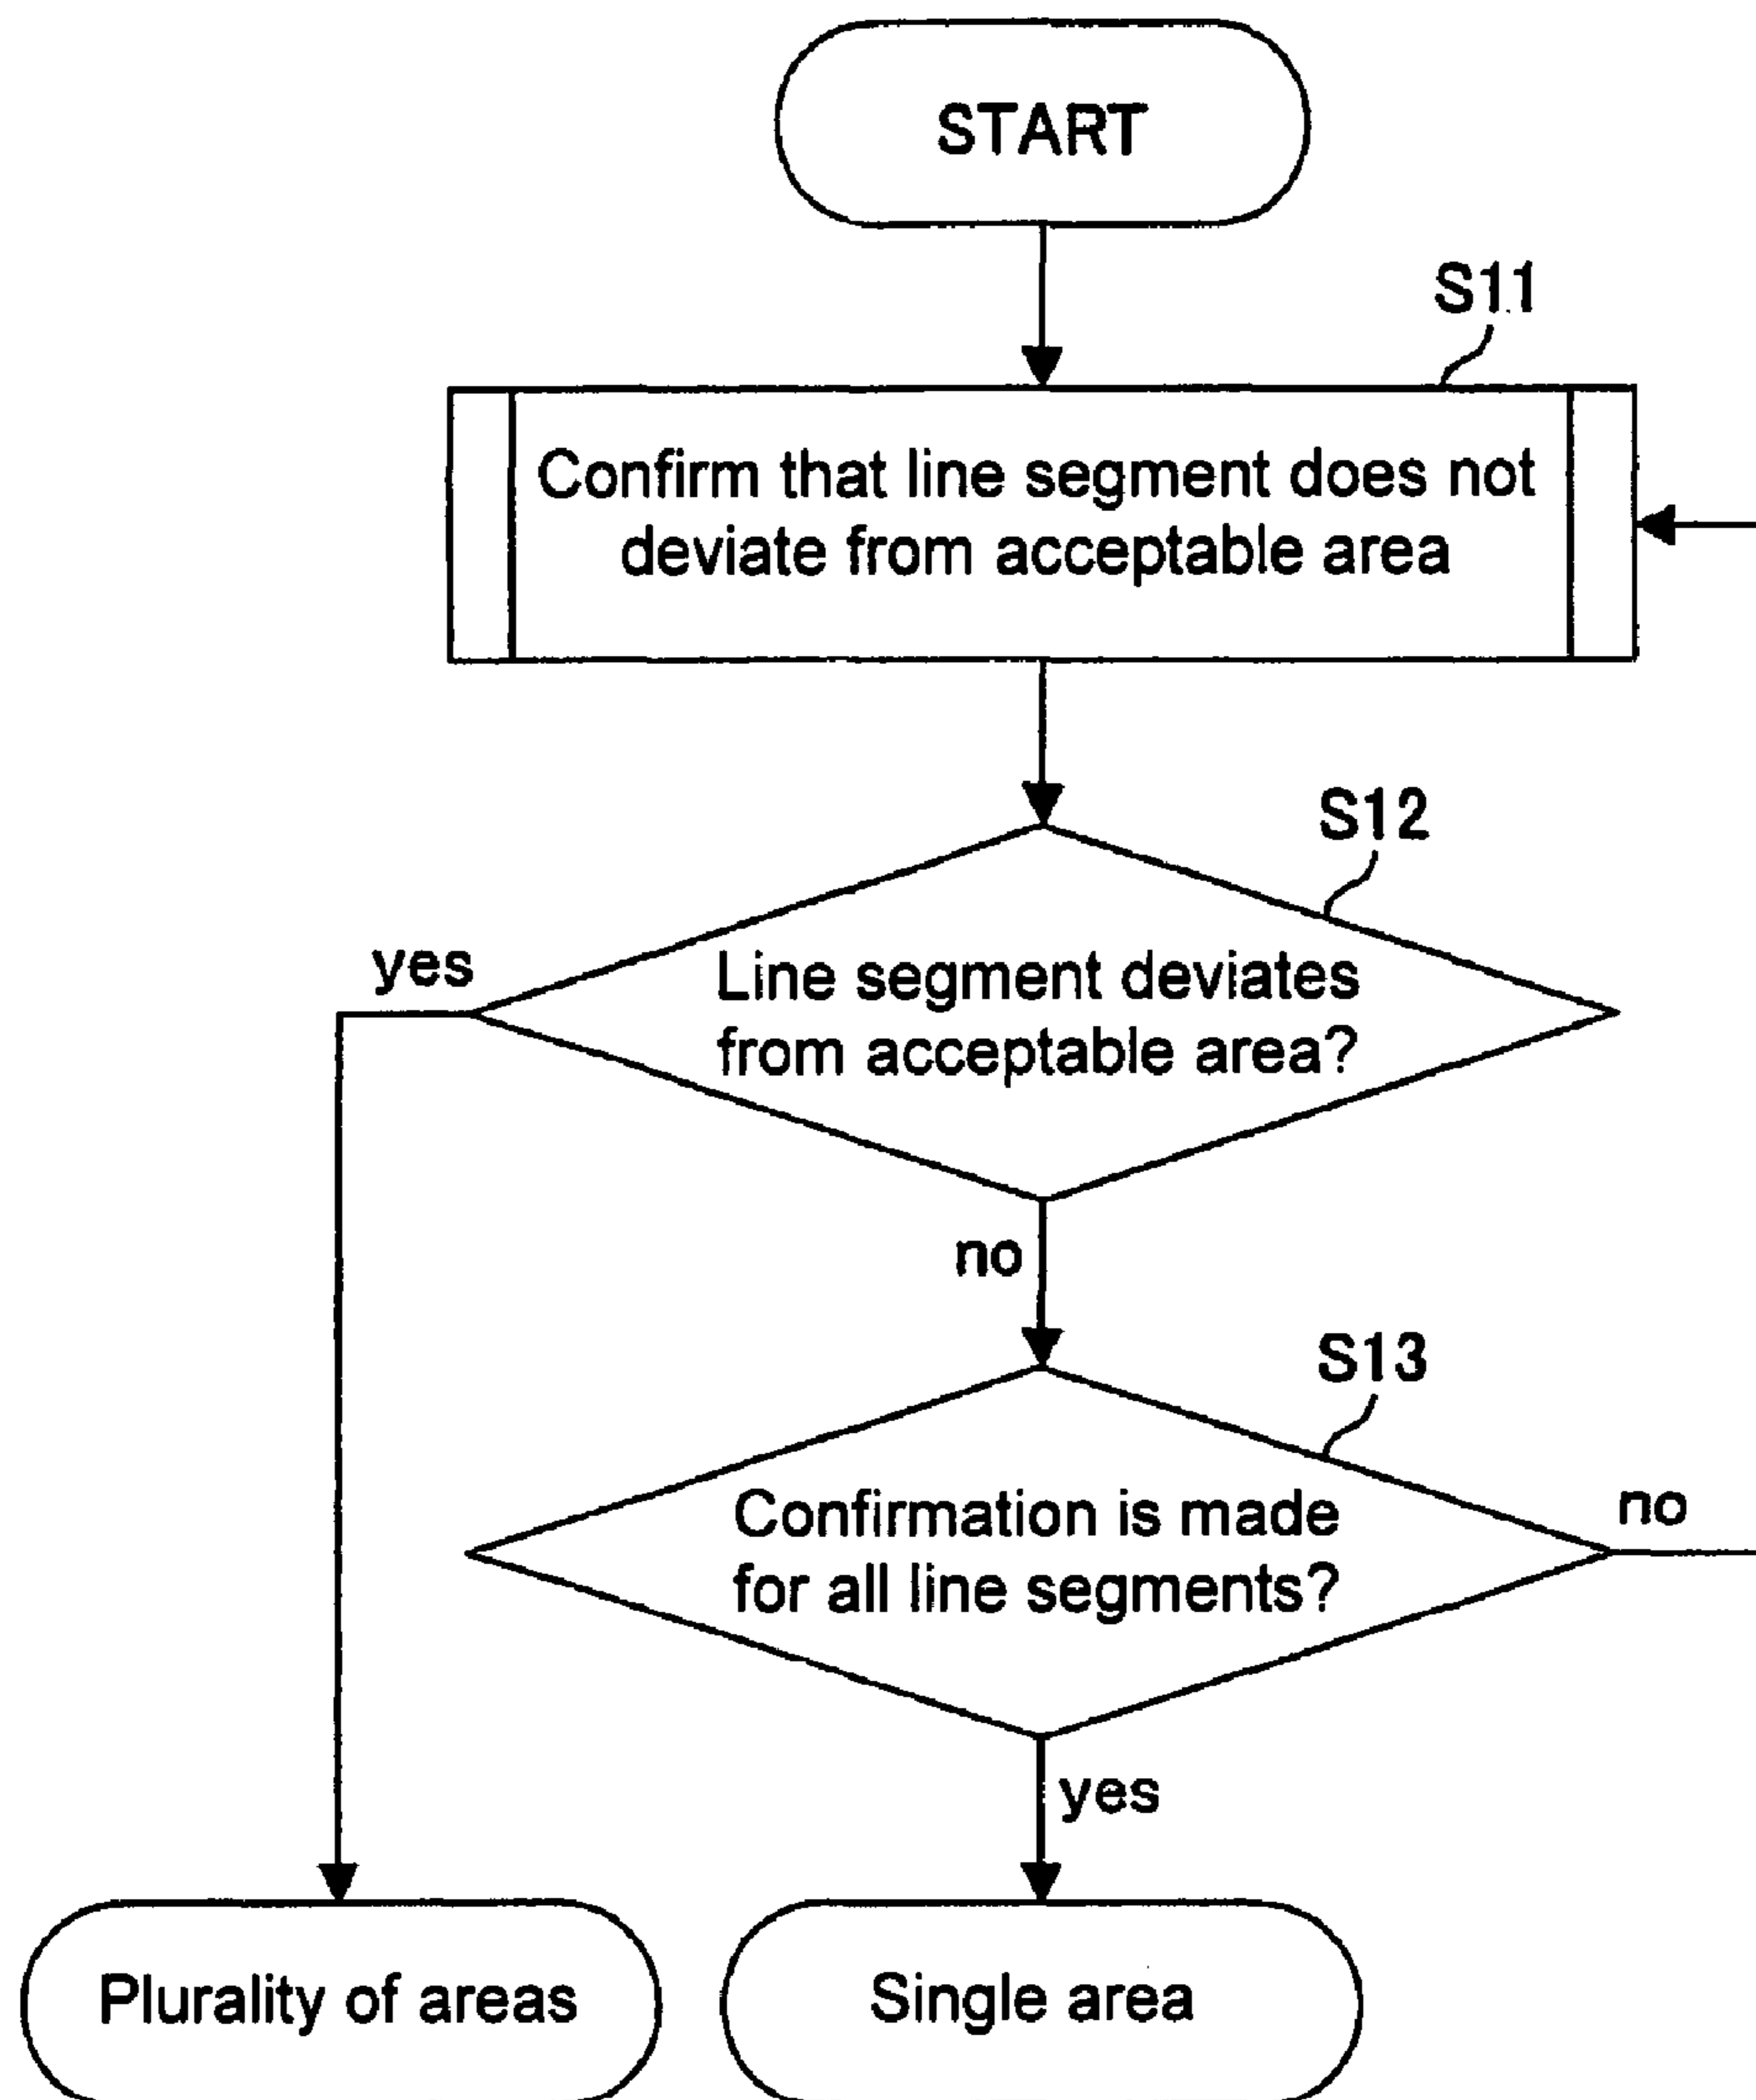 START
S11
Confirm that line segment does not
deviate from acceptable area
S12
yes
Line segment deviates
from acceptable area?
no
S13
Confirmation is made
for all line segments?
no
yes
Plurality of areas
Single area